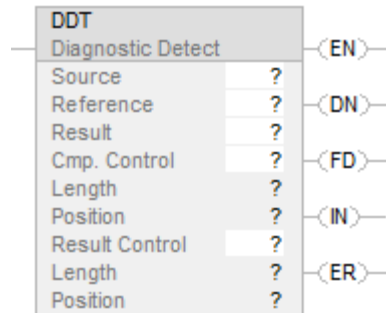 DDT
Diagnostic Detect (EN)
Source ?
Reference ? (DN)
Result ?
Cmp. Control ? (FD)
Length ?
Position ? (IN)
Result Control ?
Length ? (ER)
Position ?